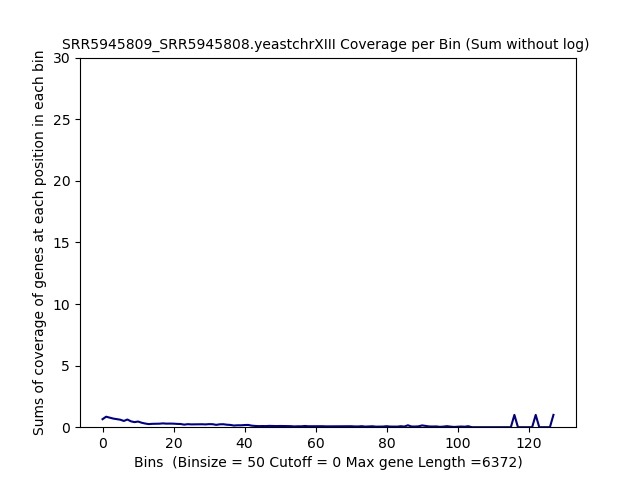 SRR5945809_SRR5945808.yeastchrXIII Coverage per Bin (Sum without log)
Sums of coverage of genes at each position in each bin
30
25
20
15
10
5
0
0 20 40 60 80 100 120
Bins  (Binsize = 50 Cutoff = 0 Max gene Length =6372)